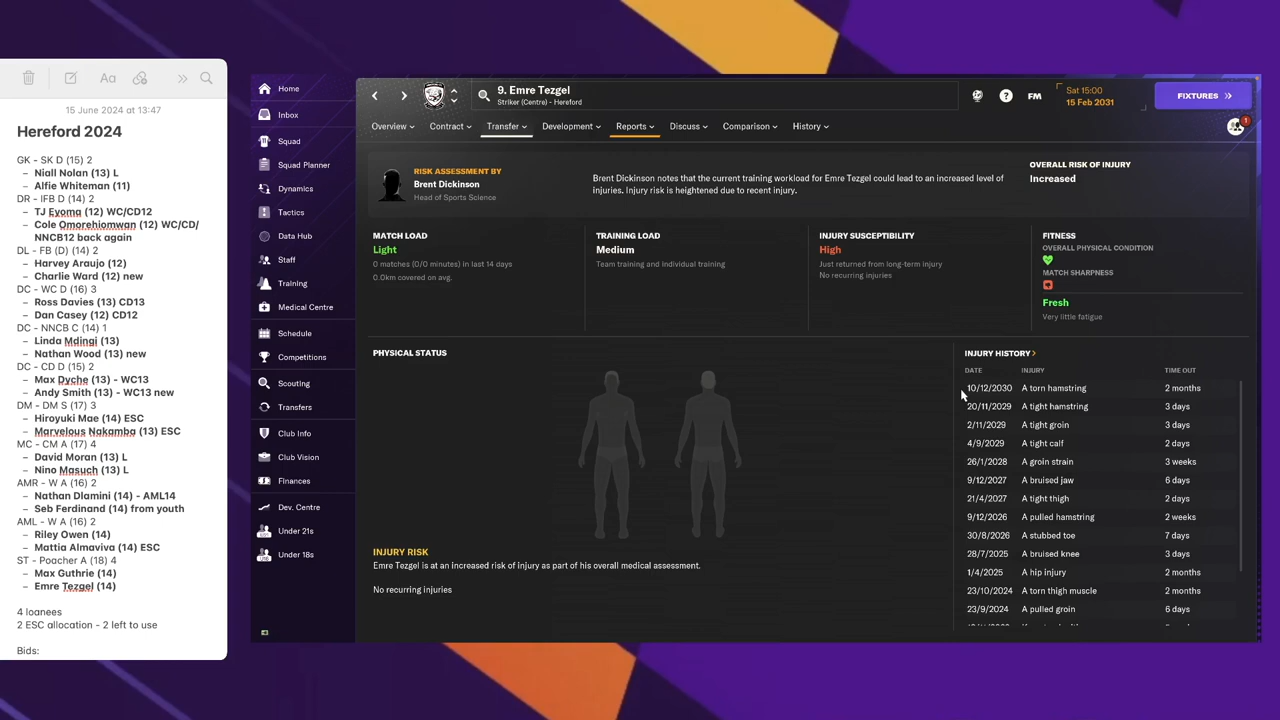 15 June 2024 at 13:47
Hereford 2024
GK - SK D (15) 2
– Niall Nolan (13) L
– Alfie Whiteman (11)
DR - IFB D (14) 2
– TJ Eyoma (12) WC/CD12
– Cole Omorehiomwan (12) WC/CD/
NNCB12 back again
DL - FB (D) (14) 2
– Harvey Araujo (12)
– Charlie Ward (12) new
DC - WC D (16) 3
– Ross Davies (13) CD13
– Dan Casey (12) CD12
DC - NNCB C (14) 1
– Linda Mdingi (13)
– Nathan Wood (13) new
DC - CD D (15) 2
– Max Dyche (13) - WC13
– Andy Smith (13) - WC13 new
DM - DM S (17) 3
– Hiroyuki Mae (14) ESC
– Marvelous Nakamba (13) ESC
MC - CM A (17) 4
– David Moran (13) L
– Nino Masuch (13) L
AMR - W A (16) 2
– Nathan Dlamini (14) - AML14
– Seb Ferdinand (14) from youth
AML - W A (16) 2
– Riley Owen (14)
– Mattia Almaviva (14) ESC
ST - Poacher A (18) 4
– Max Guthrie (14)
– Emre Tezgel (14)
4 loanees
2 ESC allocation - 2 left to use
Bids:
Home
Inbox
Squad
Squad Planner
Dynamics
Tactics
Data Hub
Staff
Training
Medical Centre
Schedule
Competitions
Scouting
Transfers
Club Info
Club Vision
Finances
Dev. Centre
Under 21s
Under 18s
9. Emre Tezgel
Striker (Centre) - Hereford
FM
Sat 15:00
15 Feb 2031
FIXTURES
1
Overview Contract Transfer Development Reports Discuss Comparison History
RISK ASSESSMENT BY
Brent Dickinson
Head of Sports Science
Brent Dickinson notes that the current training workload for Emre Tezgel could lead to an increased level of
injuries. Injury risk is heightened due to recent injury.
OVERALL RISK OF INJURY
Increased
MATCH LOAD
Light
0 matches (0/0 minutes) in last 14 days
0.0km covered on avg.
TRAINING LOAD
Medium
Team training and individual training
INJURY SUSCEPTIBILITY
High
Just returned from long-term injury
No recurring injuries
FITNESS
OVERALL PHYSICAL CONDITION
MATCH SHARPNESS
Fresh
Very little fatigue
PHYSICAL STATUS
INJURY RISK
Emre Tezgel is at an increased risk of injury as part of his overall medical assessment.
No recurring injuries
INJURY HISTORY
DATE INJURY TIME OUT
10/12/2030 A torn hamstring 2 months
20/11/2029 A tight hamstring 3 days
2/11/2029 A tight groin 3 days
4/9/2029 A tight calf 2 days
26/1/2028 A groin strain 3 weeks
9/12/2027 A bruised jaw 6 days
21/4/2027 A tight thigh 2 days
9/12/2026 A pulled hamstring 2 weeks
30/8/2026 A stubbed toe 7 days
28/7/2025 A bruised knee 3 days
1/4/2025 A hip injury 2 months
23/10/2024 A torn thigh muscle 2 months
23/9/2024 A pulled groin 6 days